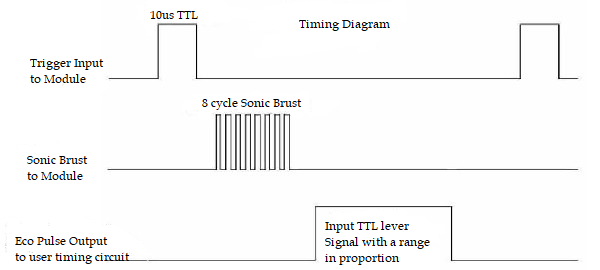 10us TTL
Timing Diagram
Trigger Input
to Module
8 cycle Sonic Brust
Sonic Brust
to Module
Input TTL lever
Signal with a range
in proportion
Eco Pulse Output
to user timing circuit